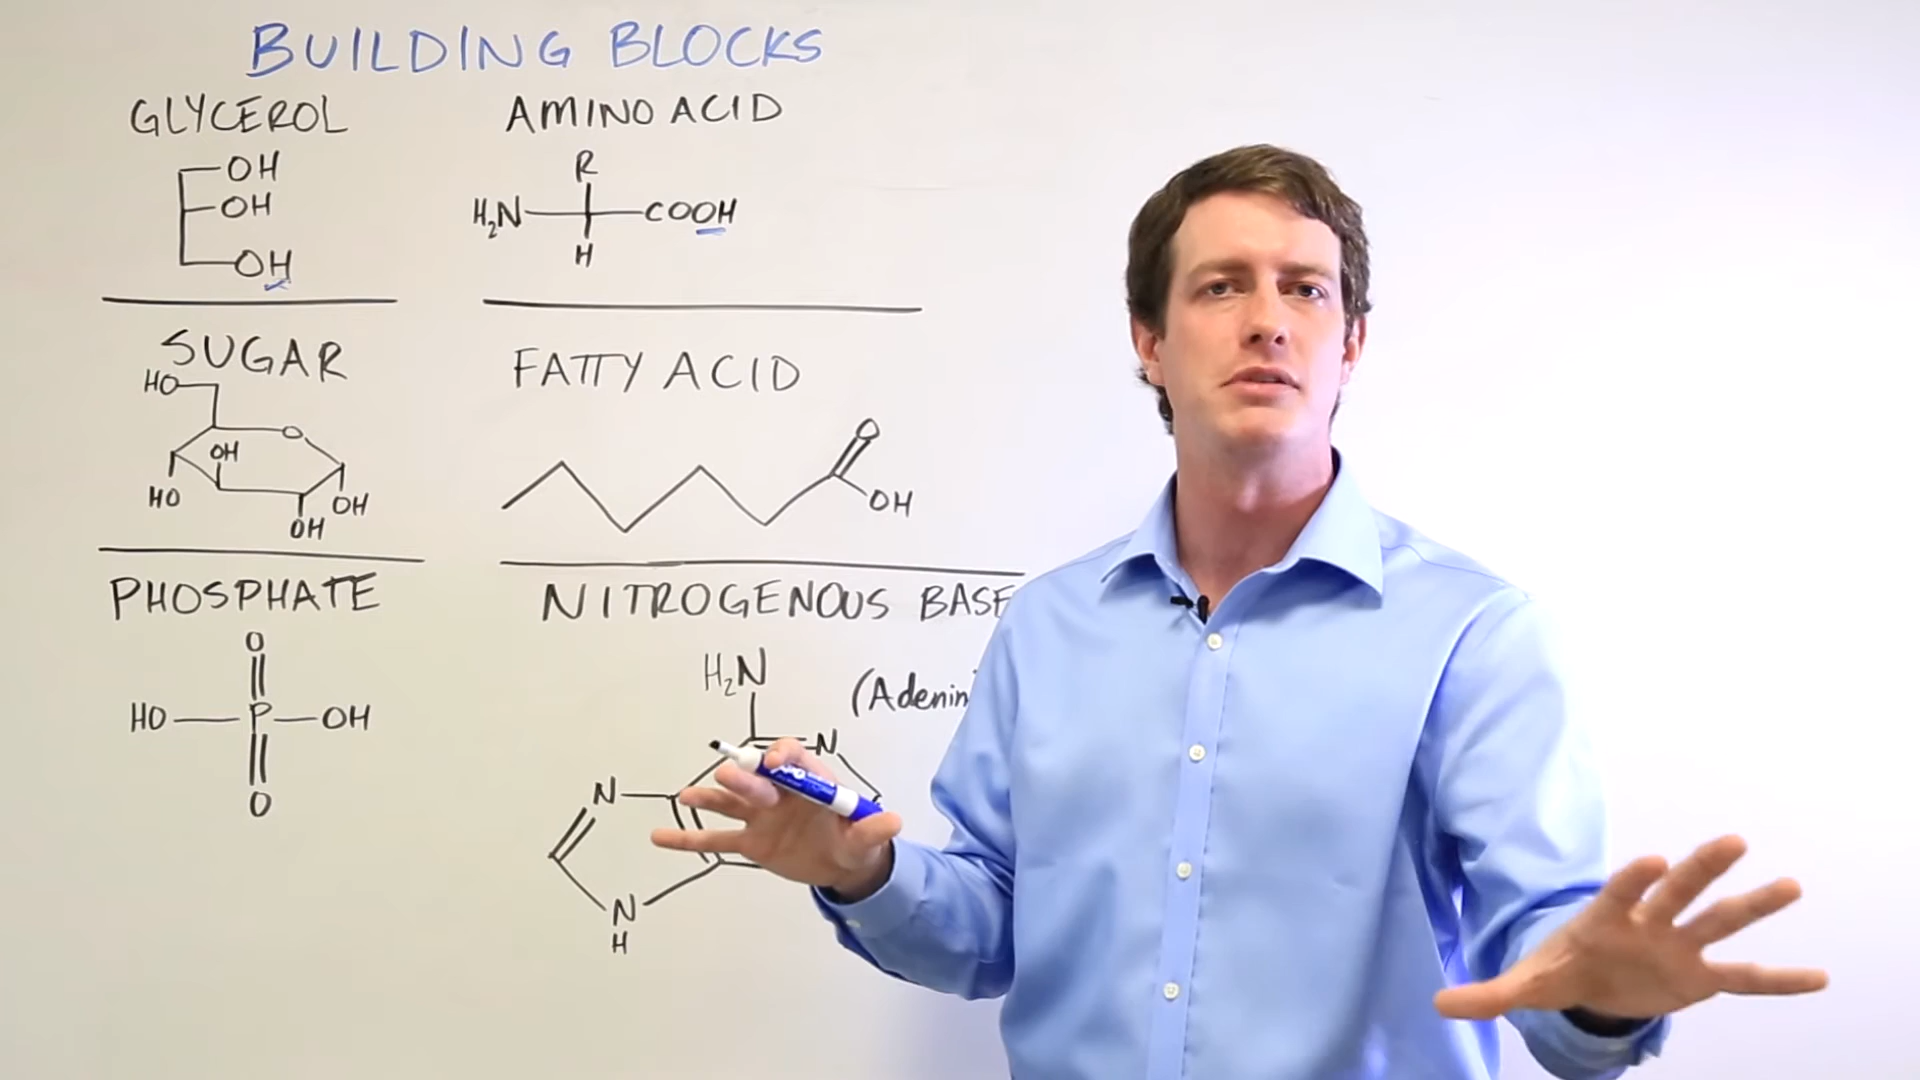 BUILDING BLOCKS
GLYCEROL
OH
OH
OH
AMINO ACID
R
H₂N
COOH
H
SUGAR
HO
O
OH
HO
OH
OH
FATTY ACID
O
OH
PHOSPHATE
O
HO P OH
O
NITROGENOUS BASE
H₂N
(Adenin
N
N
N
H